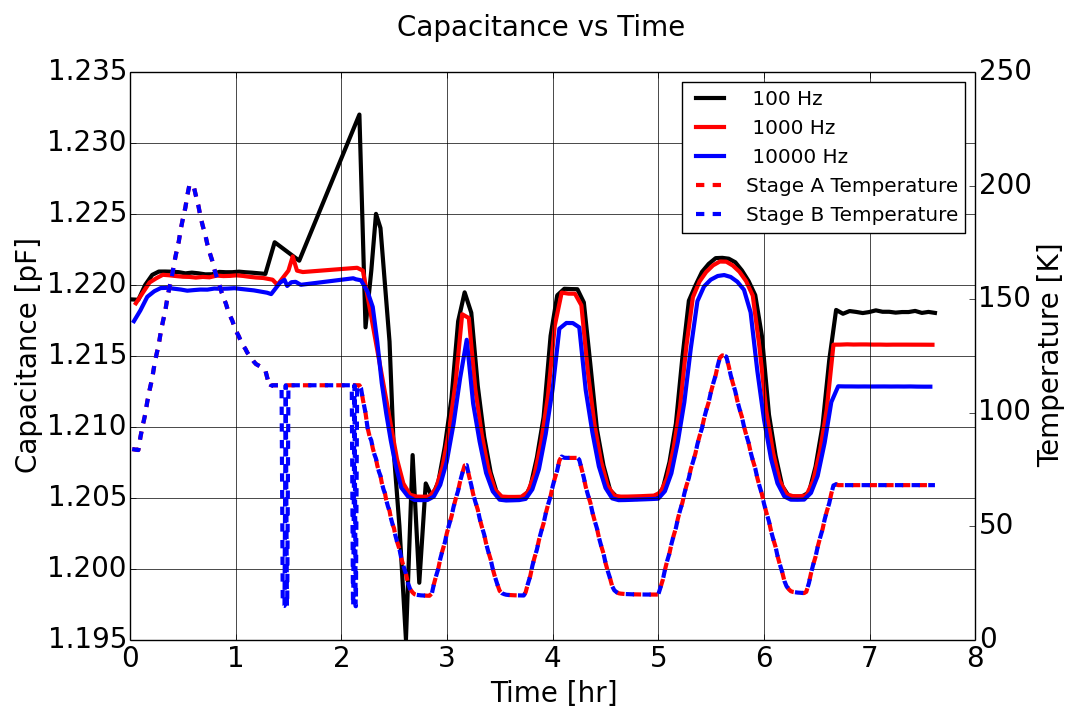 Capacitance vs Time
Capacitance [pF]
1.235
1.230
1.225
1.220
1.215
1.210
1.205
1.200
1.195
100 Hz
1000 Hz
10000 Hz
Stage A Temperature
Stage B Temperature
250
200
150
100
50
0
Temperature [K]
0 1 2 3 4 5 6 7 8
Time [hr]